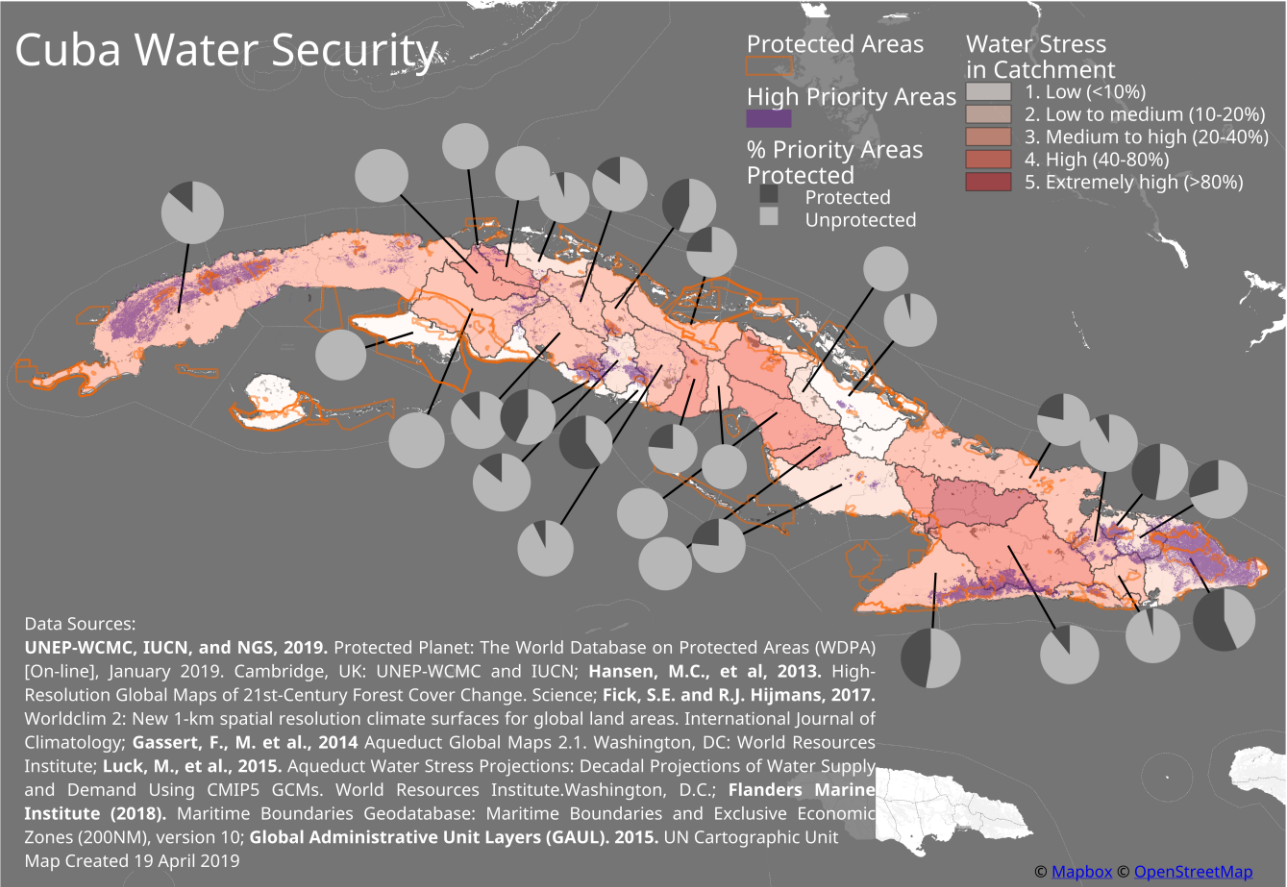 Cuba Water Security
Protected Areas
High Priority Areas
% Priority Areas
Protected
Protected
Unprotected
Water Stress
in Catchment
1. Low (<10%)
2. Low to medium (10-20%)
3. Medium to high (20-40%)
4. High (40-80%)
5. Extremely high (>80%)
Data Sources:
UNEP-WCMC, IUCN, and NGS, 2019. Protected Planet: The World Database on Protected Areas (WDPA)
[On-line], January 2019. Cambridge, UK: UNEP-WCMC and IUCN; Hansen, M.C., et al, 2013. High-
Resolution Global Maps of 21st-Century Forest Cover Change. Science; Fick, S.E. and R.J. Hijmans, 2017.
Worldclim 2: New 1-km spatial resolution climate surfaces for global land areas. International Journal of
Climatology; Gassert, F., M. et al., 2014 Aqueduct Global Maps 2.1. Washington, DC: World Resources
Institute; Luck, M., et al., 2015. Aqueduct Water Stress Projections: Decadal Projections of Water Supply
and Demand Using CMIP5 GCMs. World Resources Institute.Washington, D.C.; Flanders Marine
Institute (2018). Maritime Boundaries Geodatabase: Maritime Boundaries and Exclusive Economic
Zones (200NM), version 10; Global Administrative Unit Layers (GAUL). 2015. UN Cartographic Unit
Map Created 19 April 2019
© Mapbox © OpenStreetMap